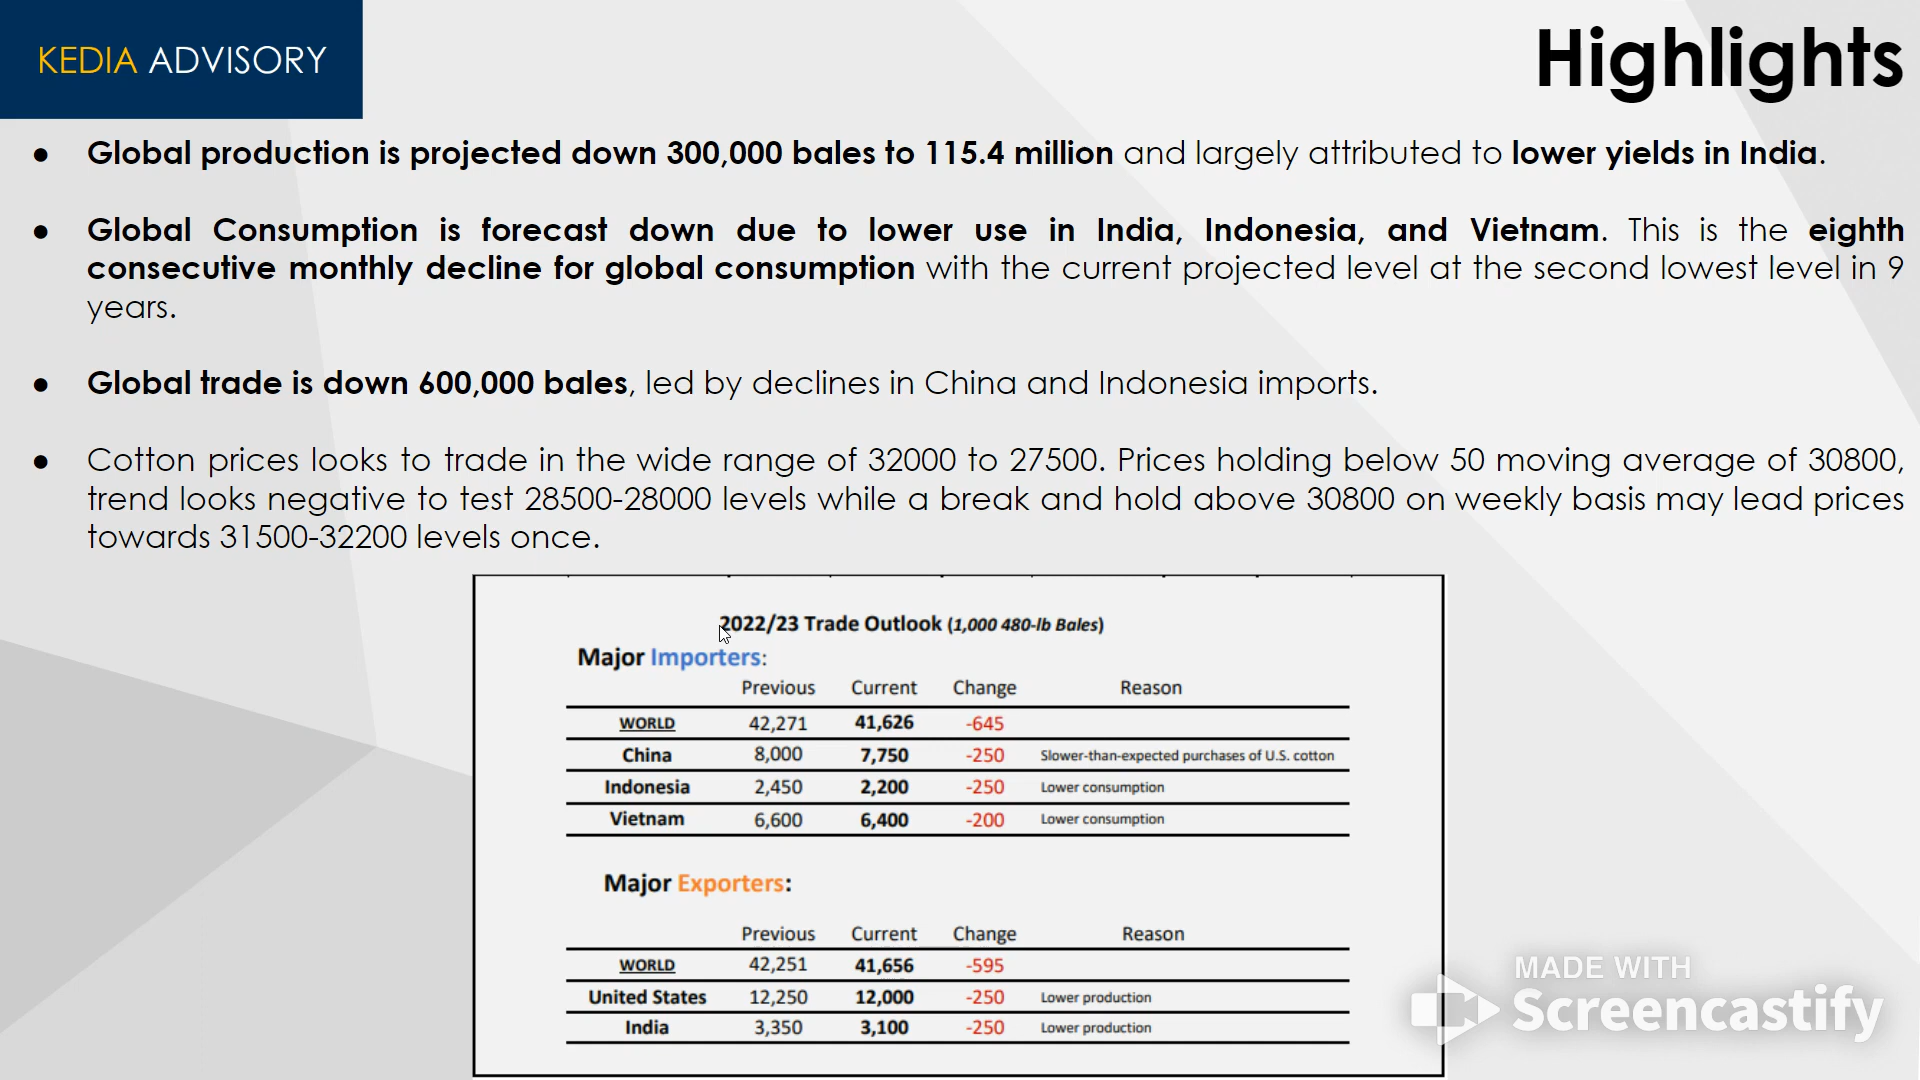 KEDIA ADVISORY
Highlights
● Global production is projected down 300,000 bales to 115.4 million and largely attributed to lower yields in India.
● Global Consumption is forecast down due to lower use in India, Indonesia, and Vietnam. This is the eighth
consecutive monthly decline for global consumption with the current projected level at the second lowest level in 9
years.
● Global trade is down 600,000 bales, led by declines in China and Indonesia imports.
● Cotton prices looks to trade in the wide range of 32000 to 27500. Prices holding below 50 moving average of 30800,
trend looks negative to test 28500-28000 levels while a break and hold above 30800 on weekly basis may lead prices
towards 31500-32200 levels once.
2022/23 Trade Outlook (1,000 480-lb Bales)
Major Importers:
Previous Current Change Reason
WORLD 42,271 41,626 -645
China 8,000 7,750 -250 Slower-than-expected purchases of U.S. cotton
Indonesia 2,450 2,200 -250 Lower consumption
Vietnam 6,600 6,400 -200 Lower consumption
Major Exporters:
Previous Current Change Reason
WORLD 42,251 41,656 -595
United States 12,250 12,000 -250 Lower production
India 3,350 3,100 -250 Lower production
MADE WITH
Screencastify